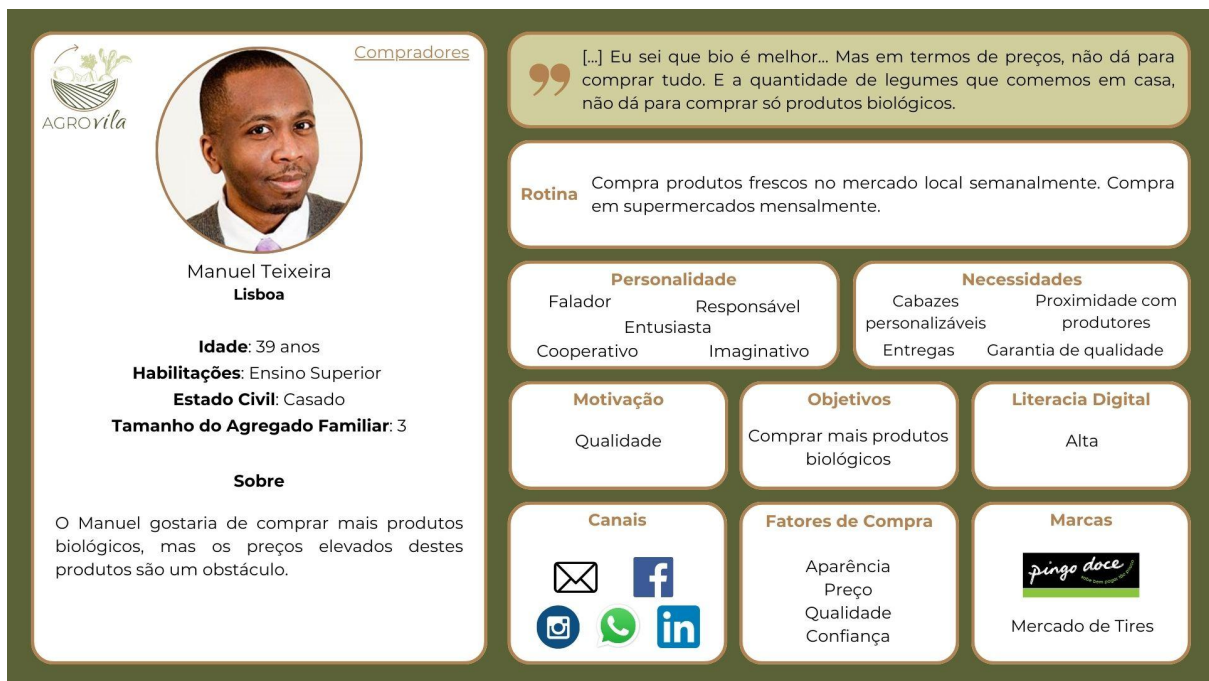 Compradores
AGROvila
Manuel Teixeira
Lisboa
Idade: 39 anos
Habilitações: Ensino Superior
Estado Civil: Casado
Tamanho do Agregado Familiar: 3
Sobre
O Manuel gostaria de comprar mais produtos
biológicos, mas os preços elevados destes
produtos são um obstáculo.
[...] Eu sei que bio é melhor... Mas em termos de preços, não dá para
comprar tudo. E a quantidade de legumes que comemos em casa,
não dá para comprar só produtos biológicos.
Rotina
Compra produtos frescos no mercado local semanalmente. Compra
em supermercados mensalmente.
Personalidade
Falador
Responsável
Entusiasta
Cooperativo
Imaginativo
Necessidades
Cabazes
personalizáveis
Proximidade com
produtores
Entregas
Garantia de qualidade
Motivação
Qualidade
Objetivos
Comprar mais produtos
biológicos
Literacia Digital
Alta
Canais
f
in
Fatores de Compra
Aparência
Preço
Qualidade
Confiança
Marcas
pingo doce
Mercado de Tires